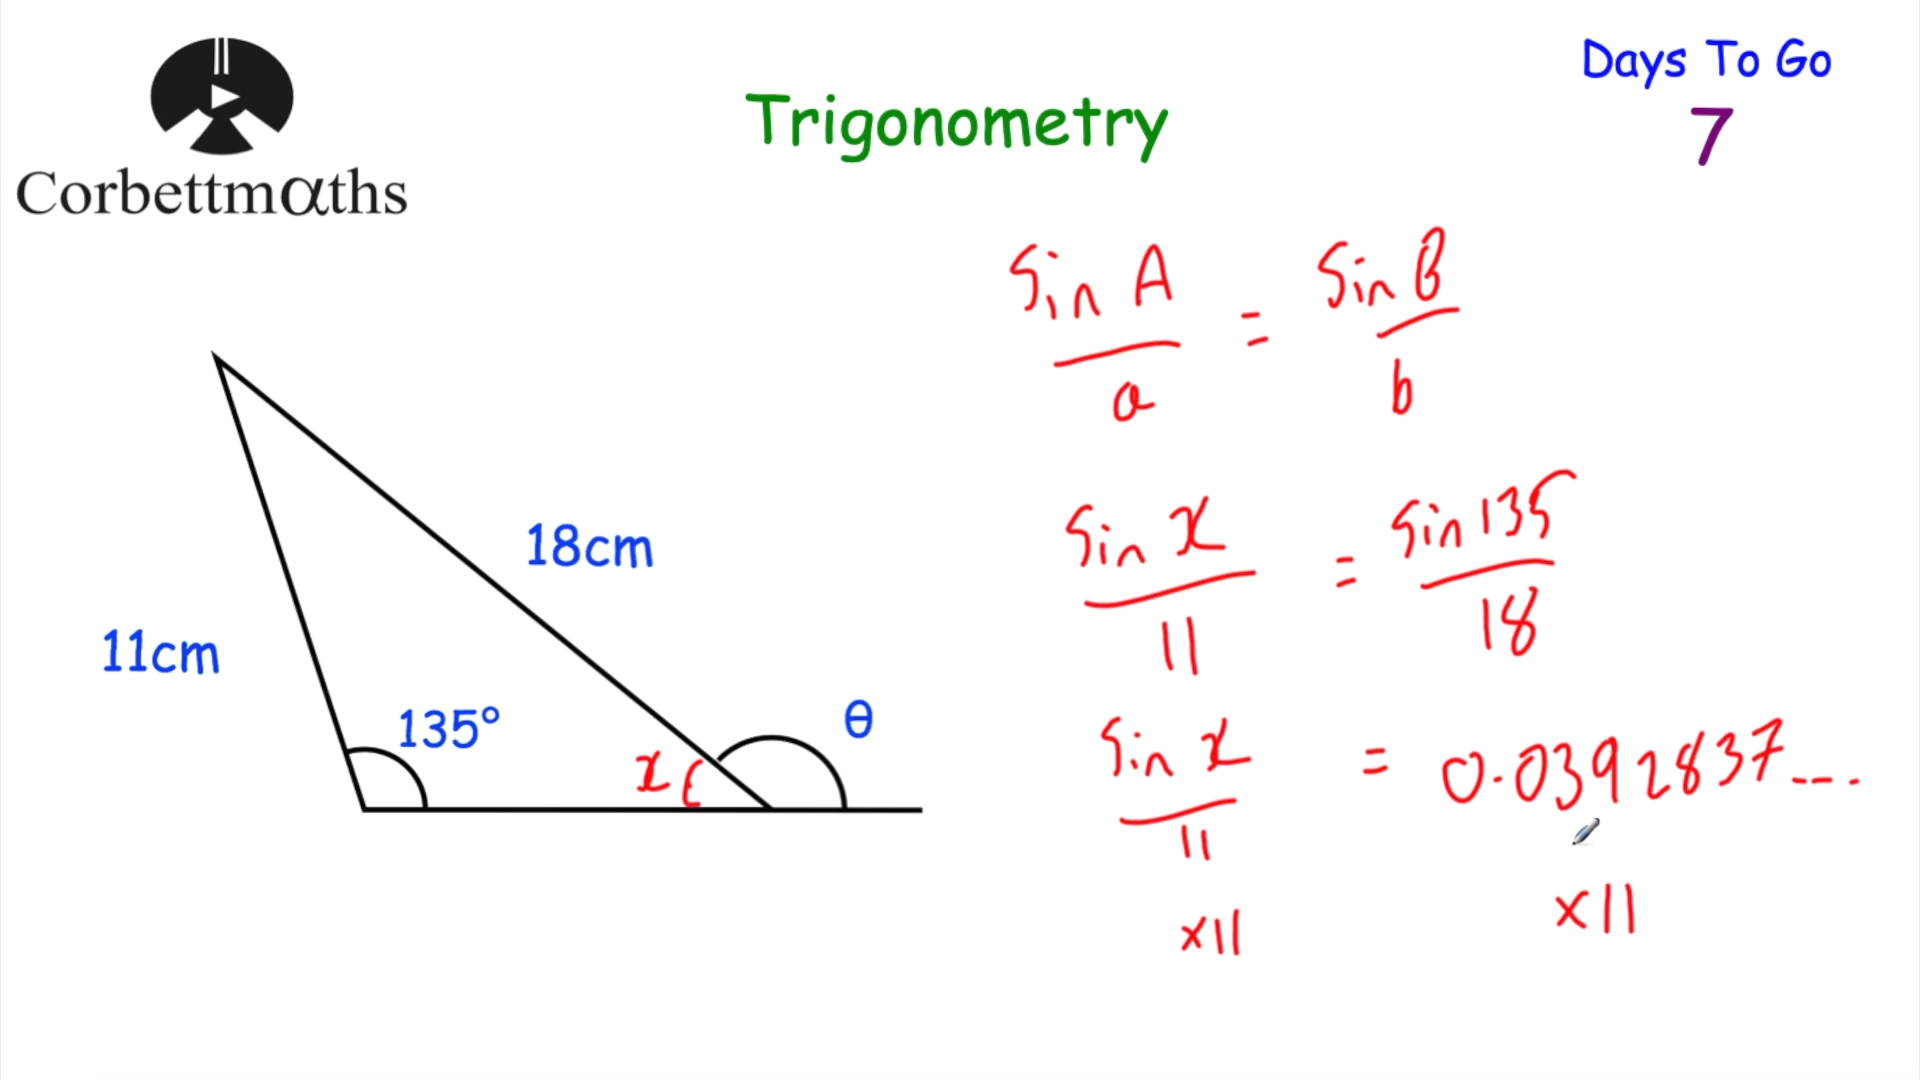 Days To Go
7
Trigonometry
Corbettmαths
Sin A / a = Sin B / b
18cm
Sin x / 11 = Sin 135 / 18
11cm
135°
θ
x
Sin x / 11 = 0.0392837....
x11
x11